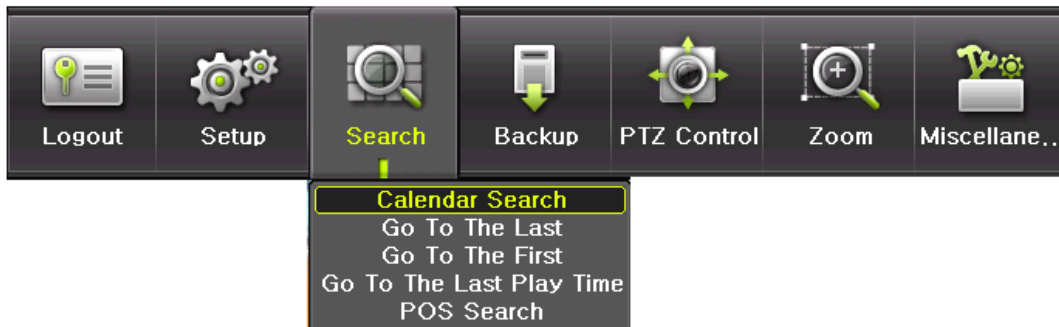 Logout Setup Search Backup PTZ Control Zoom Miscellane..
Calendar Search
Go To The Last
Go To The First
Go To The Last Play Time
POS Search